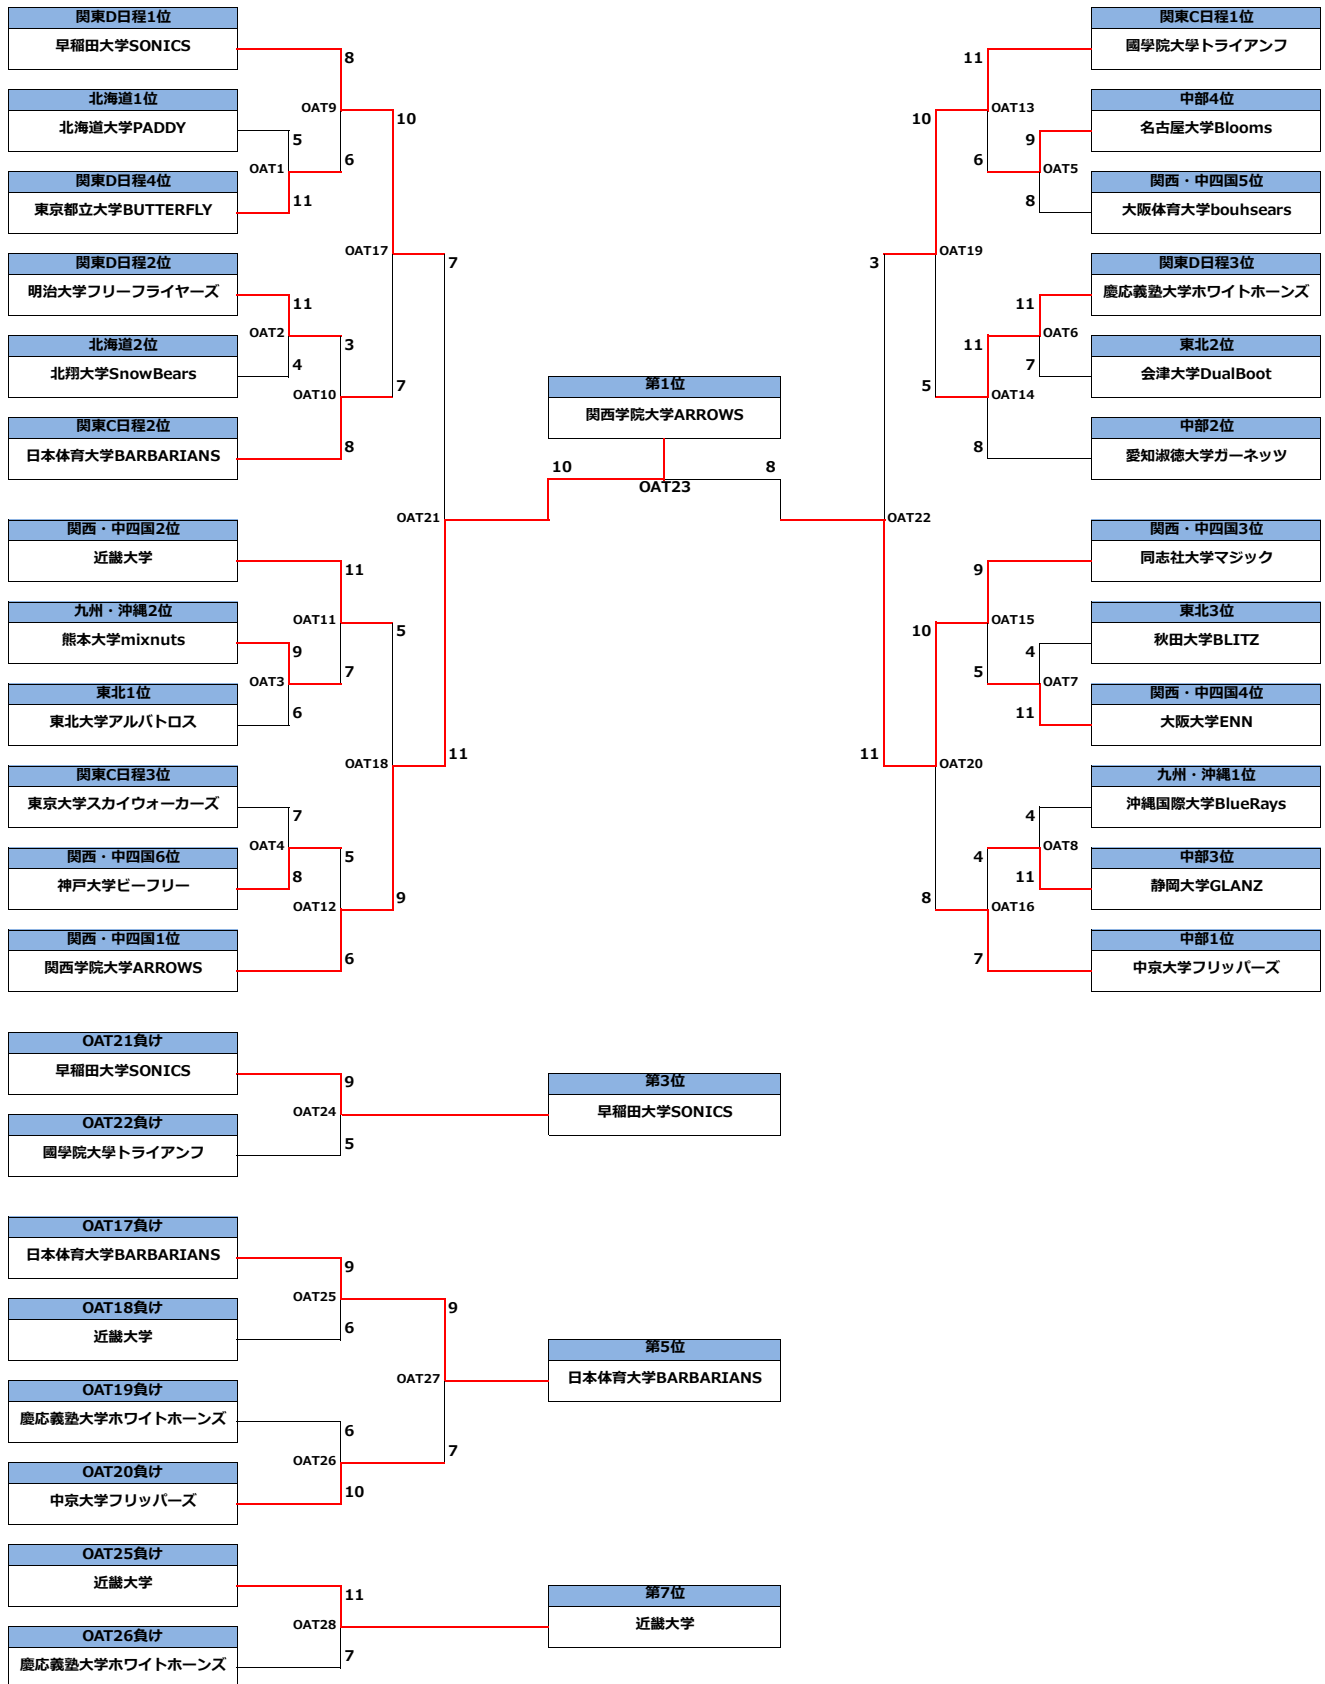 関東D日程1位
早稲田大学SONICS
8
OAT9
北海道1位
北海道大学PADDY
5
10
OAT1
6
関東D日程4位
東京都立大学BUTTERFLY
11
OAT17
7
関東D日程2位
明治大学フリーフライヤーズ
11
OAT2
3
北海道2位
北翔大学SnowBears
4
7
OAT10
関東C日程2位
日本体育大学BARBARIANS
8
OAT21
関西・中四国2位
近畿大学
11
OAT11
5
九州・沖縄2位
熊本大学mixnuts
9
7
OAT3
東北1位
東北大学アルバトロス
6
11
OAT18
関東C日程3位
東京大学スカイウォーカーズ
7
OAT4
5
関西・中四国6位
神戸大学ビーフリー
8
9
OAT12
関西・中四国1位
関西学院大学ARROWS
6
第1位
関西学院大学ARROWS
10
8
OAT23
関東C日程1位
國學院大學トライアンフ
11
OAT13
10
中部4位
名古屋大学Blooms
9
6
OAT5
関西・中四国5位
大阪体育大学bouhsears
8
3
OAT19
関東D日程3位
慶応義塾大学ホワイトホーンズ
11
OAT6
11
東北2位
会津大学DualBoot
7
5
OAT14
中部2位
愛知淑徳大学ガーネッツ
8
OAT22
関西・中四国3位
同志社大学マジック
9
OAT15
10
東北3位
秋田大学BLITZ
4
5
OAT7
関西・中四国4位
大阪大学ENN
11
11
OAT20
九州・沖縄1位
沖縄国際大学BlueRays
4
OAT8
4
中部3位
静岡大学GLANZ
11
8
OAT16
中部1位
中京大学フリッパーズ
7
OAT21負け
早稲田大学SONICS
9
OAT24
OAT22負け
國學院大學トライアンフ
5
第3位
早稲田大学SONICS
OAT17負け
日本体育大学BARBARIANS
9
OAT25
9
OAT18負け
近畿大学
6
OAT27
第5位
日本体育大学BARBARIANS
OAT19負け
慶応義塾大学ホワイトホーンズ
6
7
OAT26
OAT20負け
中京大学フリッパーズ
10
OAT25負け
近畿大学
11
OAT28
OAT26負け
慶応義塾大学ホワイトホーンズ
7
第7位
近畿大学